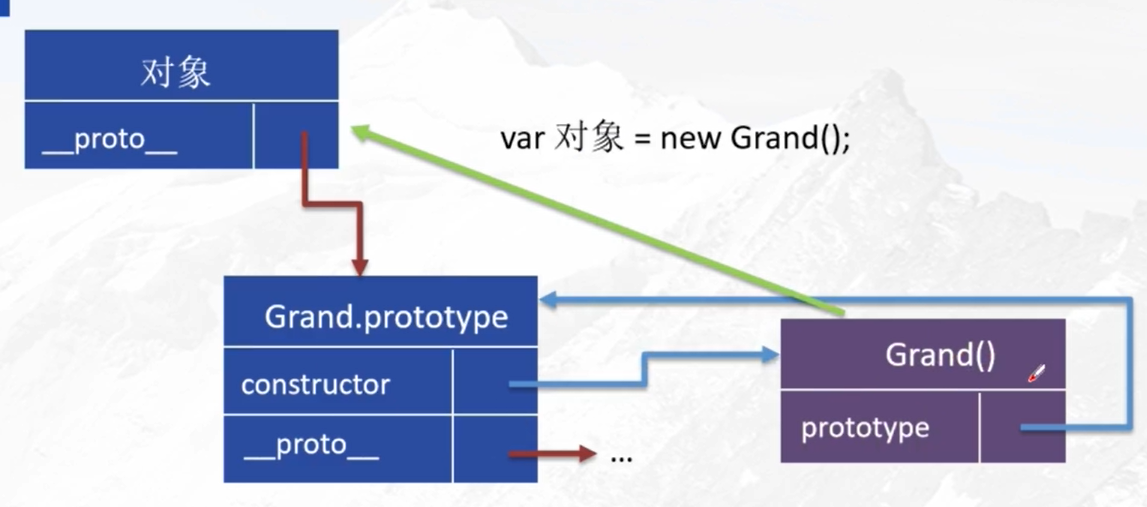 对象
__proto__
var 对象 = new Grand();
Grand.prototype
constructor
__proto__
...
Grand()
prototype